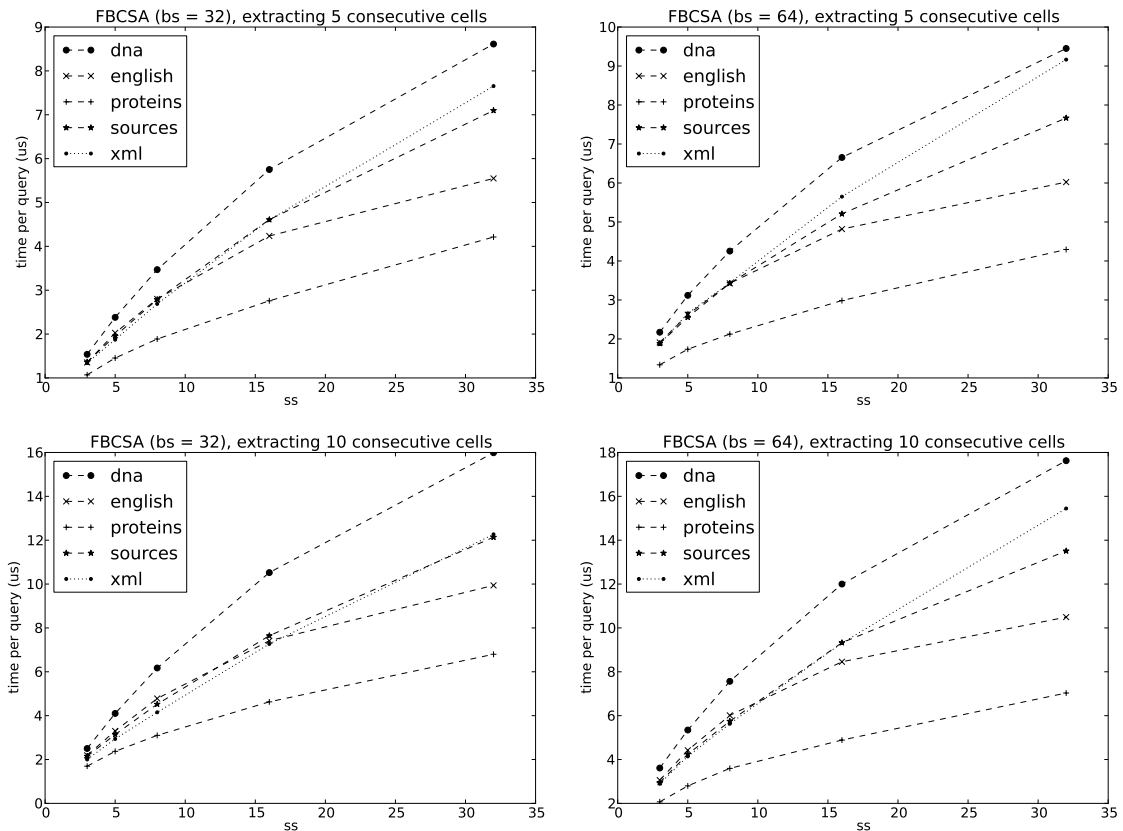 FBCSA (bs = 32), extracting 5 consecutive cells
time per query (us)
9
8
7
6
5
4
3
2
1
dna
english
proteins
sources
xml
0 5 10 15 20 25 30 35
ss
FBCSA (bs = 64), extracting 5 consecutive cells
time per query (us)
10
9
8
7
6
5
4
3
2
1
dna
english
proteins
sources
xml
0 5 10 15 20 25 30 35
ss
FBCSA (bs = 32), extracting 10 consecutive cells
time per query (us)
16
14
12
10
8
6
4
2
0
dna
english
proteins
sources
xml
0 5 10 15 20 25 30 35
ss
FBCSA (bs = 64), extracting 10 consecutive cells
time per query (us)
18
16
14
12
10
8
6
4
2
dna
english
proteins
sources
xml
0 5 10 15 20 25 30 35
ss